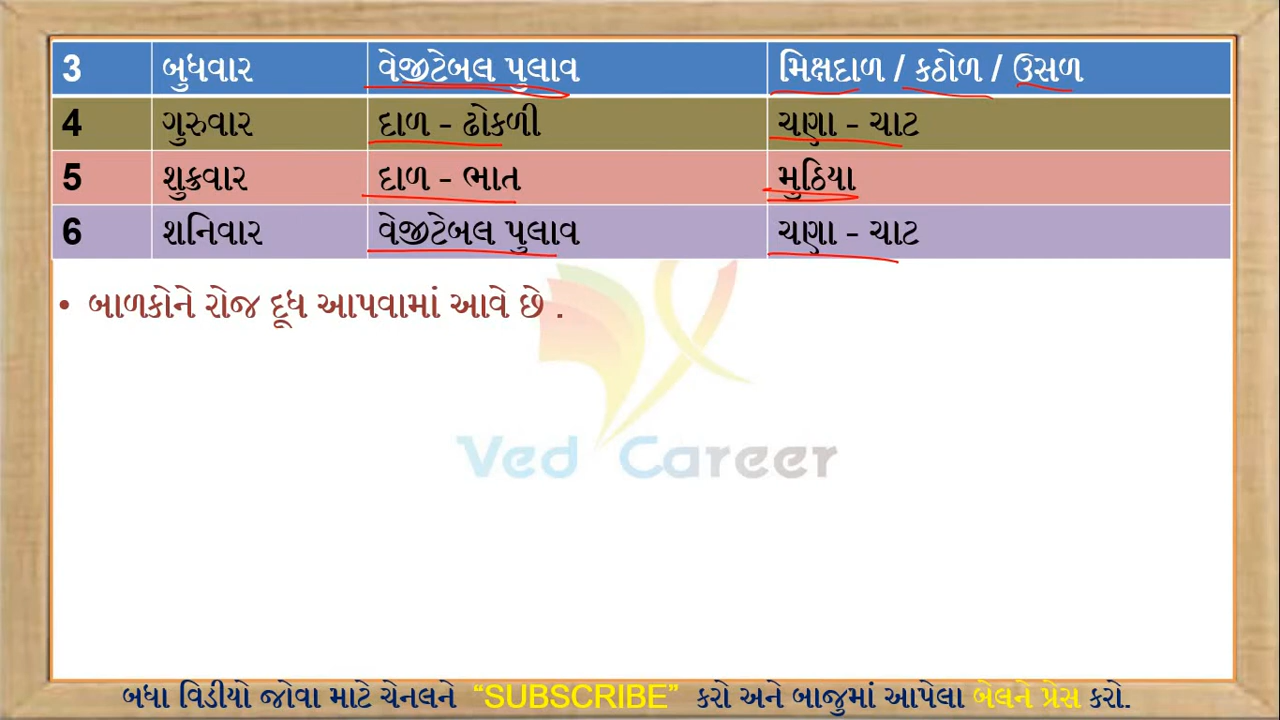 3 બુધવાર વેજીટેબલ પુલાવ મિક્ષદાળ / કઠોળ / ઉસળ
4 ગુરુવાર દાળ - ઢોકળી ચણા - ચાટ
5 શુક્રવાર દાળ - ભાત મુઠિયા
6 શનિવાર વેજીટેબલ પુલાવ ચણા - ચાટ
• બાળકોને રોજ દૂધ આપવામાં આવે છે .
Ved Career
બધા વિડીયો જોવા માટે ચેનલને “SUBSCRIBE” કરો અને બાજુમાં આપેલા બેલને પ્રેસ કરો.